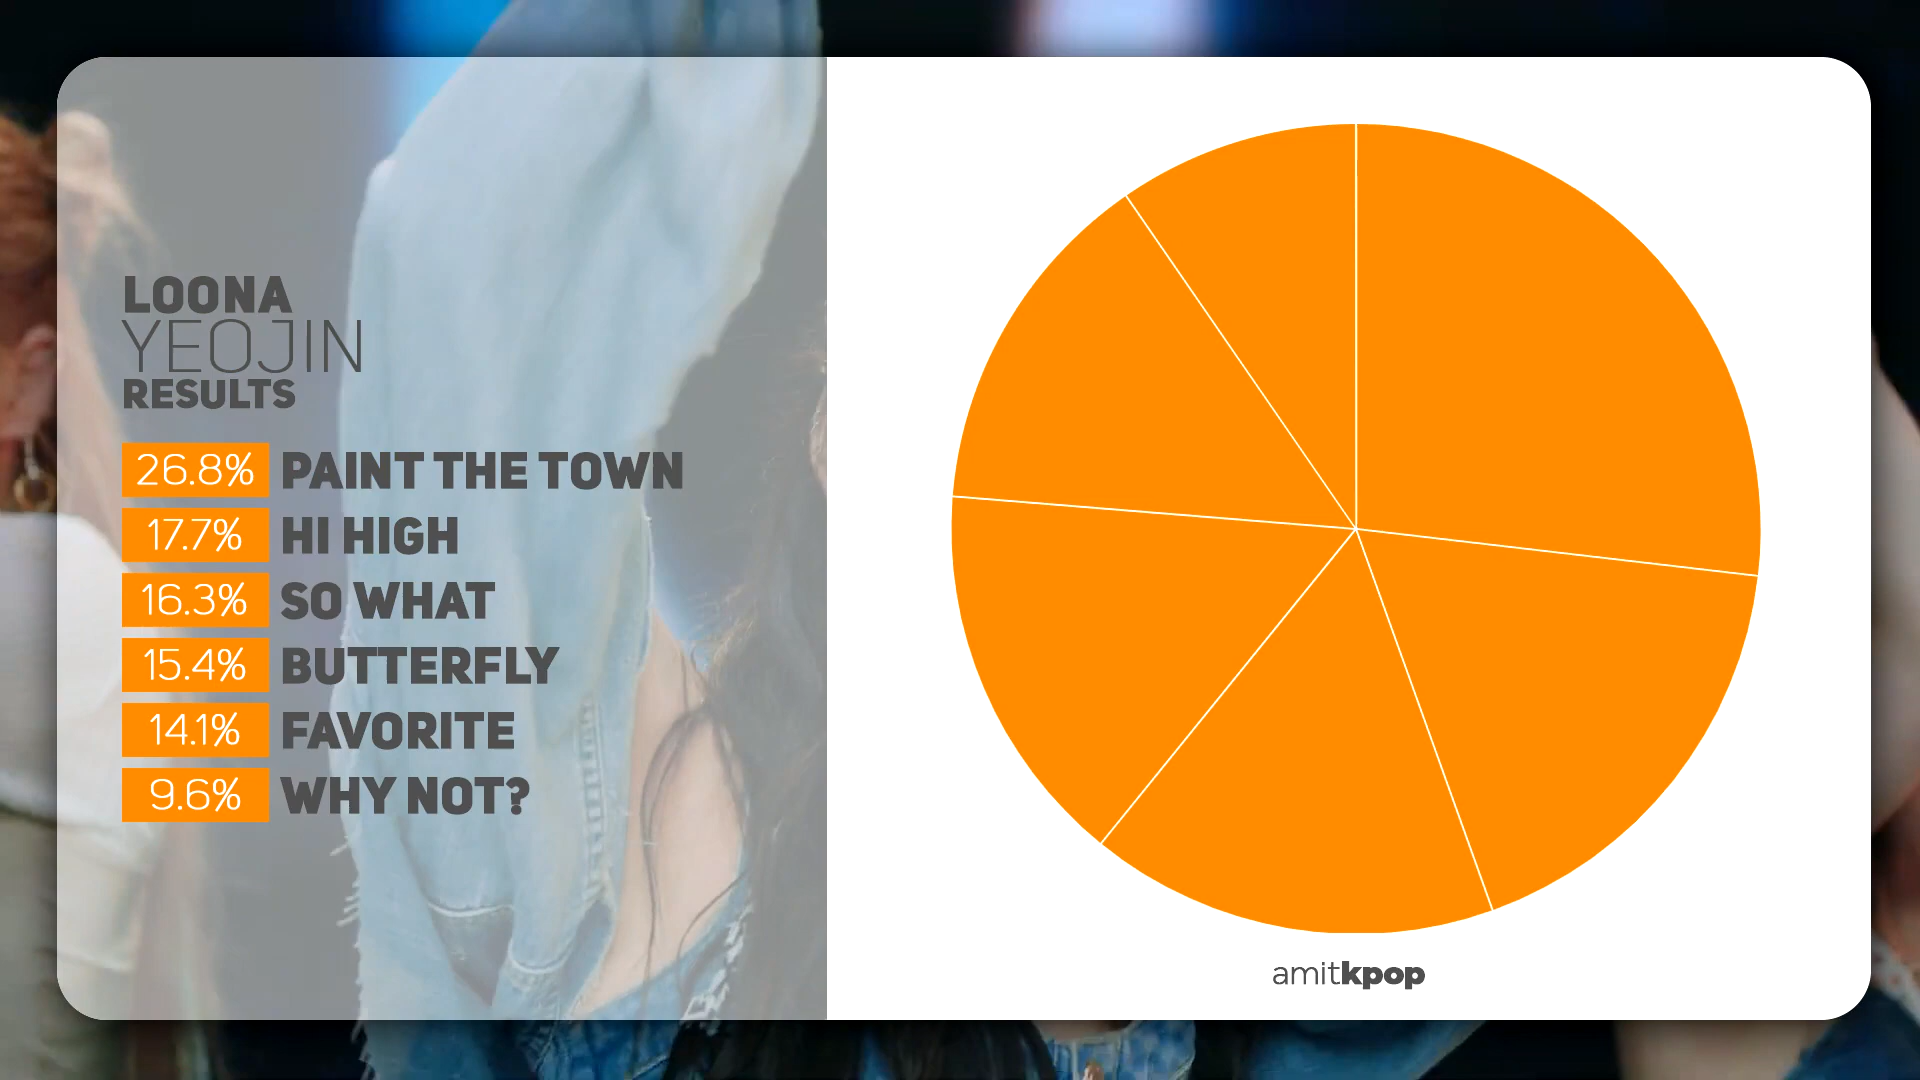 LOONA
YEOJIN
RESULTS
26.8% PAINT THE TOWN
17.7% HI HIGH
16.3% SO WHAT
15.4% BUTTERFLY
14.1% FAVORITE
9.6% WHY NOT?
amitkpop